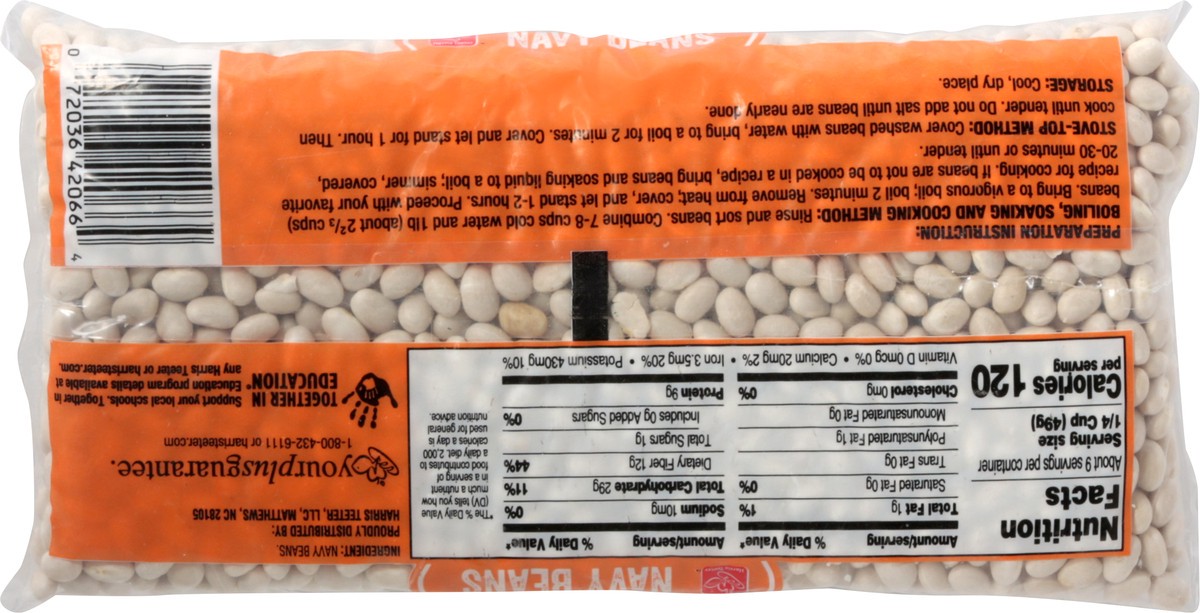 NAVY BEANS
Nutrition
Facts
About 9 servings per container
Serving size
1/4 Cup (49g)
Calories 120
per serving
Amount/serving % Daily Value*
Total Fat 1g 1%
Saturated Fat 0g 0%
Trans Fat 0g
Polyunsaturated Fat 1g
Monounsaturated Fat 0g
Cholesterol 0mg 0%
Amount/serving % Daily Value*
Sodium 10mg 0%
Total Carbohydrate 29g 11%
Dietary Fiber 12g 44%
Total Sugars 1g
Includes 0g Added Sugars 0%
Protein 9g
Vitamin D 0mcg 0% • Calcium 20mg 2% • Iron 3.5mg 20% • Potassium 430mg 10%
*The % Daily Value
(DV) tells you how
much a nutrient
in a serving of
food contributes to
a daily diet. 2,000
calories a day is
used for general
nutrition advice.
INGREDIENT: NAVY BEANS.
PROUDLY DISTRIBUTED BY:
HARRIS TEETER, LLC, MATTHEWS, NC 28105
yourplusguarantee.
1-800-432-6111 or harristeeter.com
TOGETHER IN
EDUCATION®
Support your local schools. Together in
Education program details available at
any Harris Teeter or harristeeter.com.
PREPARATION INSTRUCTION:
BOILING, SOAKING AND COOKING METHOD: Rinse and sort beans. Combine 7-8 cups cold water and 1lb (about 2 2/3 cups)
beans. Bring to a vigorous boil; boil 2 minutes. Remove from heat; cover, and let stand 1-2 hours. Proceed with your favorite
recipe for cooking. If beans are not to be cooked in a recipe, bring beans and soaking liquid to a boil; simmer, covered,
20-30 minutes or until tender.
STOVE-TOP METHOD: Cover washed beans with water, bring to a boil for 2 minutes. Cover and let stand for 1 hour. Then
cook until tender. Do not add salt until beans are nearly done.
STORAGE: Cool, dry place.
0 72036 42066 4
NAVY BEANS